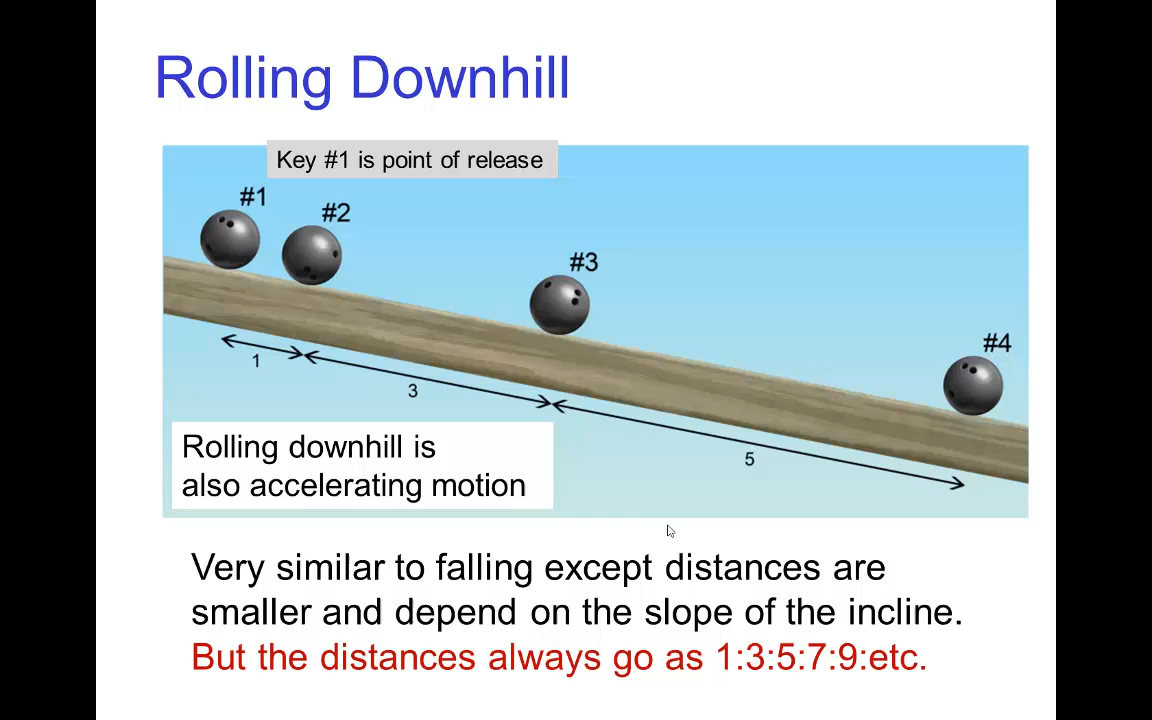 Rolling Downhill
Key #1 is point of release
#1
#2
#3
#4
1
3
5
Rolling downhill is
also accelerating motion
Very similar to falling except distances are
smaller and depend on the slope of the incline.
But the distances always go as 1:3:5:7:9:etc.